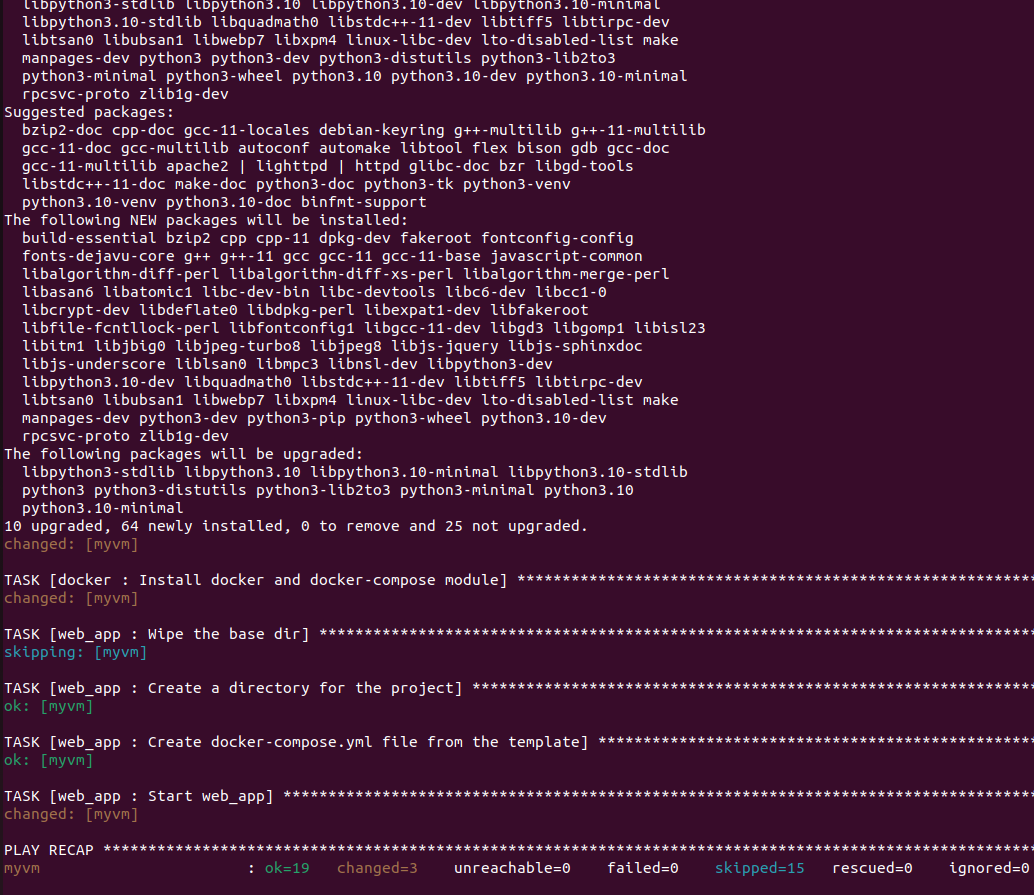 libpython3-stdlib libpython3.10 libpython3.10-dev libpython3.10-minimal
libpython3.10-stdlib libquadmath0 libstdc++-11-dev libtiff5 libtirpc-dev
libtsan0 libubsan1 libwebp7 libxpm4 linux-libc-dev lto-disabled-list make
manpages-dev python3 python3-dev python3-distutils python3-lib2to3
python3-minimal python3-wheel python3.10 python3.10-dev python3.10-minimal
rpcsvc-proto zlib1g-dev
Suggested packages:
bzip2-doc cpp-doc gcc-11-locales debian-keyring g++-multilib g++-11-multilib
gcc-11-doc gcc-multilib autoconf automake libtool flex bison gdb gcc-doc
gcc-11-multilib apache2 | lighttpd | httpd glibc-doc bzr libgd-tools
libstdc++-11-doc make-doc python3-doc python3-tk python3-venv
python3.10-venv python3.10-doc binfmt-support
The following NEW packages will be installed:
build-essential bzip2 cpp cpp-11 dpkg-dev fakeroot fontconfig-config
fonts-dejavu-core g++ g++-11 gcc gcc-11 gcc-11-base javascript-common
libalgorithm-diff-perl libalgorithm-diff-xs-perl libalgorithm-merge-perl
libasan6 libatomic1 libc-dev-bin libc-devtools libc6-dev libcc1-0
libcrypt-dev libdeflate0 libdpkg-perl libexpat1-dev libfakeroot
libfile-fcntllock-perl libfontconfig1 libgcc-11-dev libgd3 libgomp1 libisl23
libitm1 libjbig0 libjpeg-turbo8 libjpeg8 libjs-jquery libjs-sphinxdoc
libjs-underscore liblsan0 libmpc3 libnsl-dev libpython3-dev
libpython3.10-dev libquadmath0 libstdc++-11-dev libtiff5 libtirpc-dev
libtsan0 libubsan1 libwebp7 libxpm4 linux-libc-dev lto-disabled-list make
manpages-dev python3-dev python3-pip python3-wheel python3.10-dev
rpcsvc-proto zlib1g-dev
The following packages will be upgraded:
libpython3-stdlib libpython3.10 libpython3.10-minimal libpython3.10-stdlib
python3 python3-distutils python3-lib2to3 python3-minimal python3.10
python3.10-minimal
10 upgraded, 64 newly installed, 0 to remove and 25 not upgraded.
changed: [myvm]
TASK [docker : Install docker and docker-compose module] **********************************************************
changed: [myvm]
TASK [web_app : Wipe the base dir] ********************************************************************************
skipping: [myvm]
TASK [web_app : Create a directory for the project] ***************************************************************
ok: [myvm]
TASK [web_app : Create docker-compose.yml file from the template] *************************************************
ok: [myvm]
TASK [web_app : Start web_app] ************************************************************************************
changed: [myvm]
PLAY RECAP ********************************************************************************************************
myvm : ok=19 changed=3 unreachable=0 failed=0 skipped=15 rescued=0 ignored=0